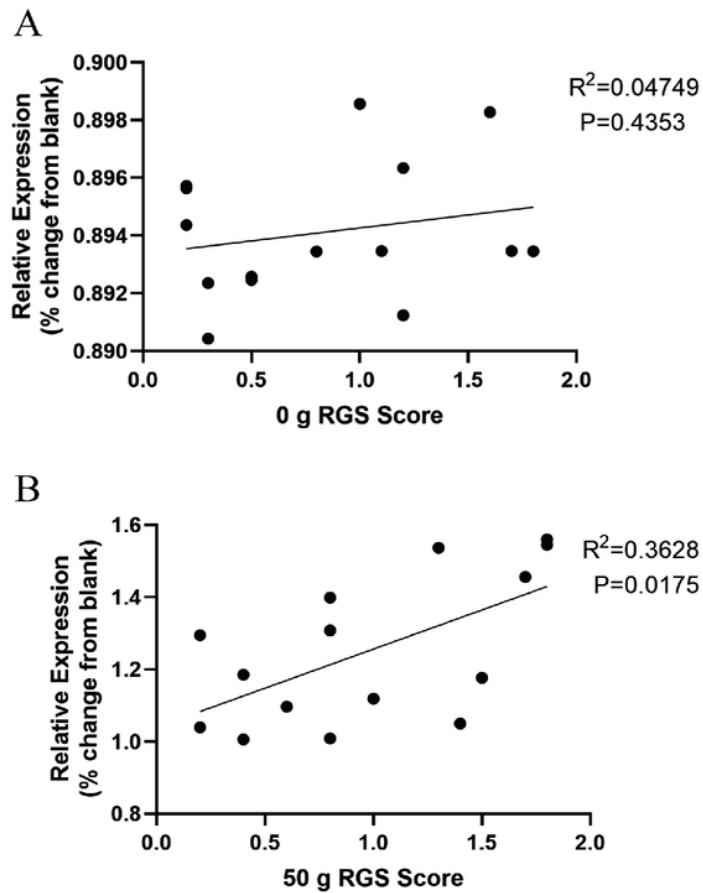 A
Relative Expression
(% change from blank)
0.900
0.898
0.896
0.894
0.892
0.890
R²=0.04749
P=0.4353
0.0
0.5
1.0
1.5
2.0
0 g RGS Score
B
Relative Expression
(% change from blank)
1.6
1.4
1.2
1.0
0.8
R²=0.3628
P=0.0175
0.0
0.5
1.0
1.5
2.0
50 g RGS Score